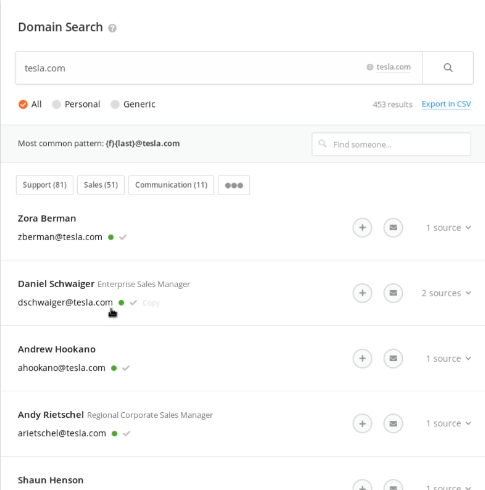 Domain Search ?
tesla.com @ tesla.com
All Personal Generic 453 results Export in CSV
Most common pattern: {f}{last}@tesla.com Find someone...
Support (81) Sales (51) Communication (11)
Zora Berman
zberman@tesla.com 1 source
Daniel Schwaiger Enterprise Sales Manager
dschwaiger@tesla.com Copy 2 sources
Andrew Hookano
ahookano@tesla.com 1 source
Andy Rietschel Regional Corporate Sales Manager
arietschel@tesla.com 1 source
Shaun Henson
1 source